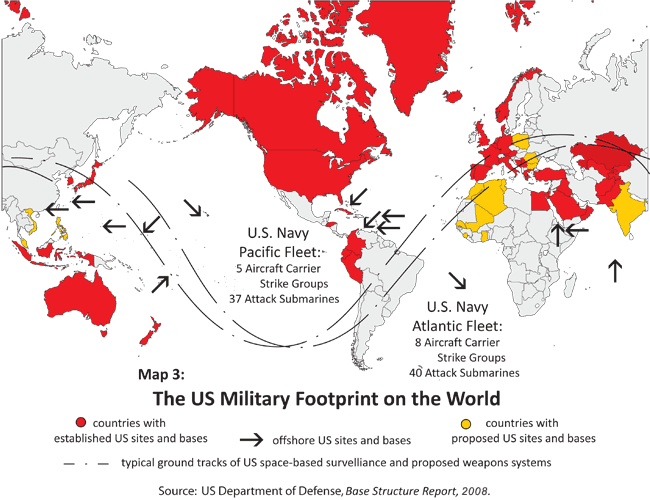 U.S. Navy
Pacific Fleet:
5 Aircraft Carrier
Strike Groups
37 Attack Submarines
U.S. Navy
Atlantic Fleet:
8 Aircraft Carrier
Strike Groups
40 Attack Submarines
Map 3:
The US Military Footprint on the World
countries with
established US sites and bases
offshore US sites and bases
countries with
proposed US sites and bases
typical ground tracks of US space-based survelliance and proposed weapons systems
Source: US Department of Defense, Base Structure Report, 2008.